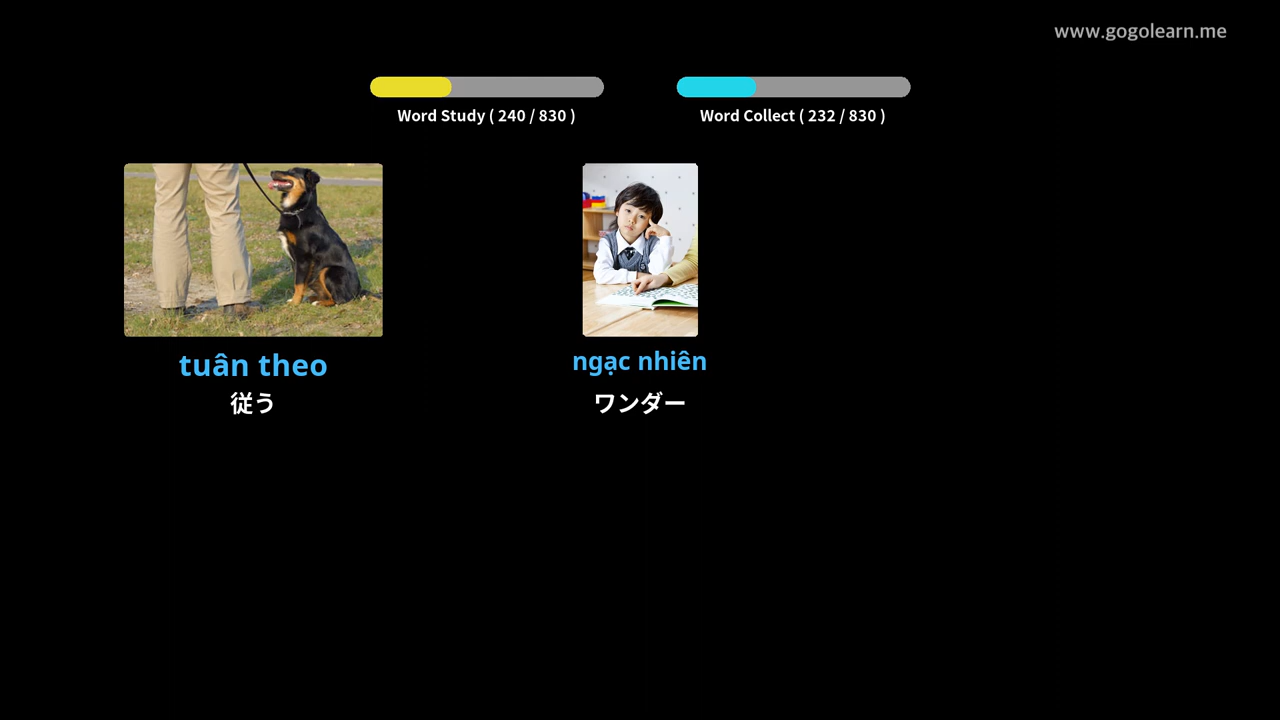 www.gogolearn.me
Word Study ( 240 / 830 )
Word Collect ( 232 / 830 )
tuân theo
従う
ngạc nhiên
ワンダー